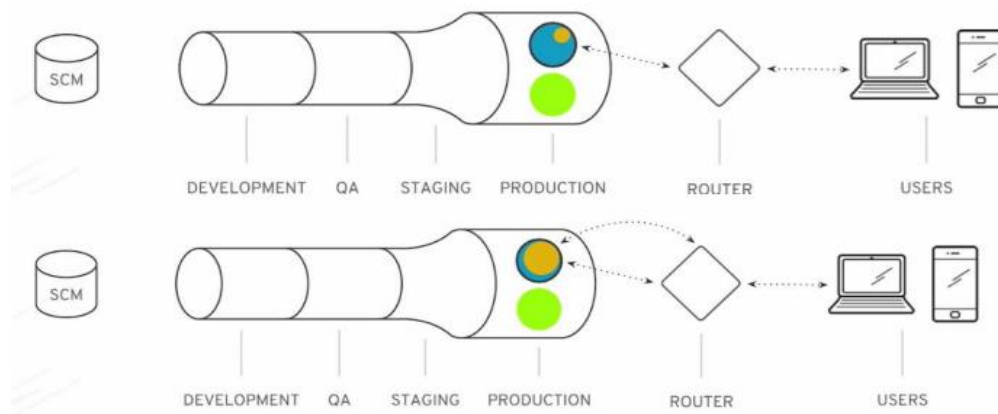 SCM
DEVELOPMENT QA STAGING PRODUCTION ROUTER USERS
SCM
DEVELOPMENT QA STAGING PRODUCTION ROUTER USERS